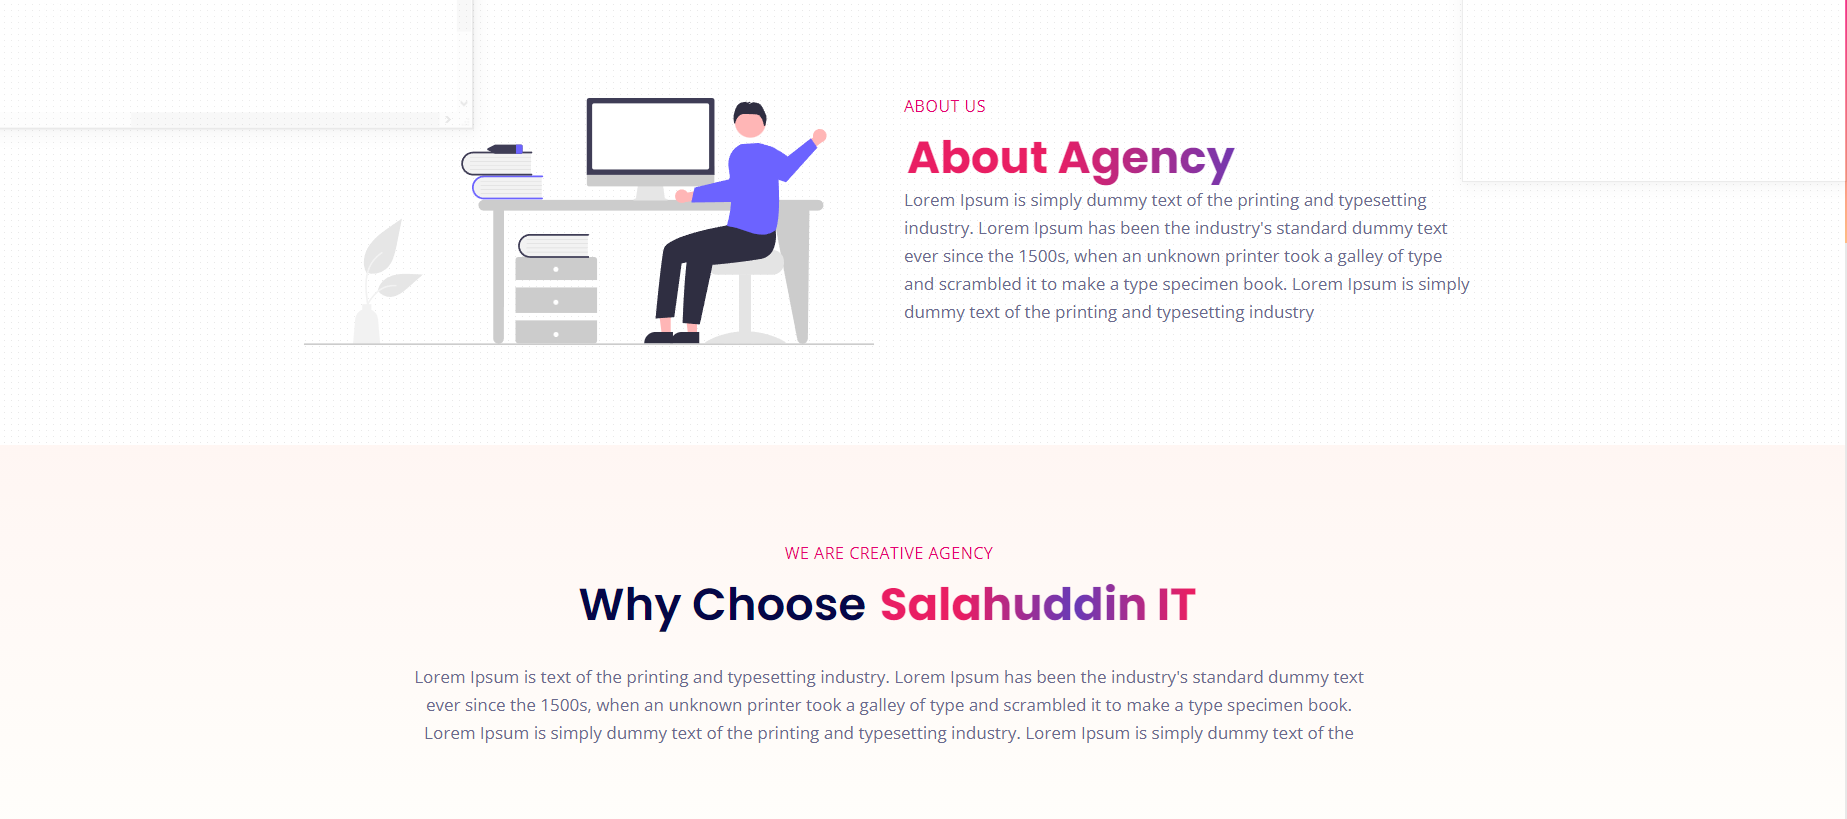 ABOUT US
About Agency
Lorem Ipsum is simply dummy text of the printing and typesetting
industry. Lorem Ipsum has been the industry's standard dummy text
ever since the 1500s, when an unknown printer took a galley of type
and scrambled it to make a type specimen book. Lorem Ipsum is simply
dummy text of the printing and typesetting industry
WE ARE CREATIVE AGENCY
Why Choose Salahuddin IT
Lorem Ipsum is text of the printing and typesetting industry. Lorem Ipsum has been the industry's standard dummy text
ever since the 1500s, when an unknown printer took a galley of type and scrambled it to make a type specimen book.
Lorem Ipsum is simply dummy text of the printing and typesetting industry. Lorem Ipsum is simply dummy text of the